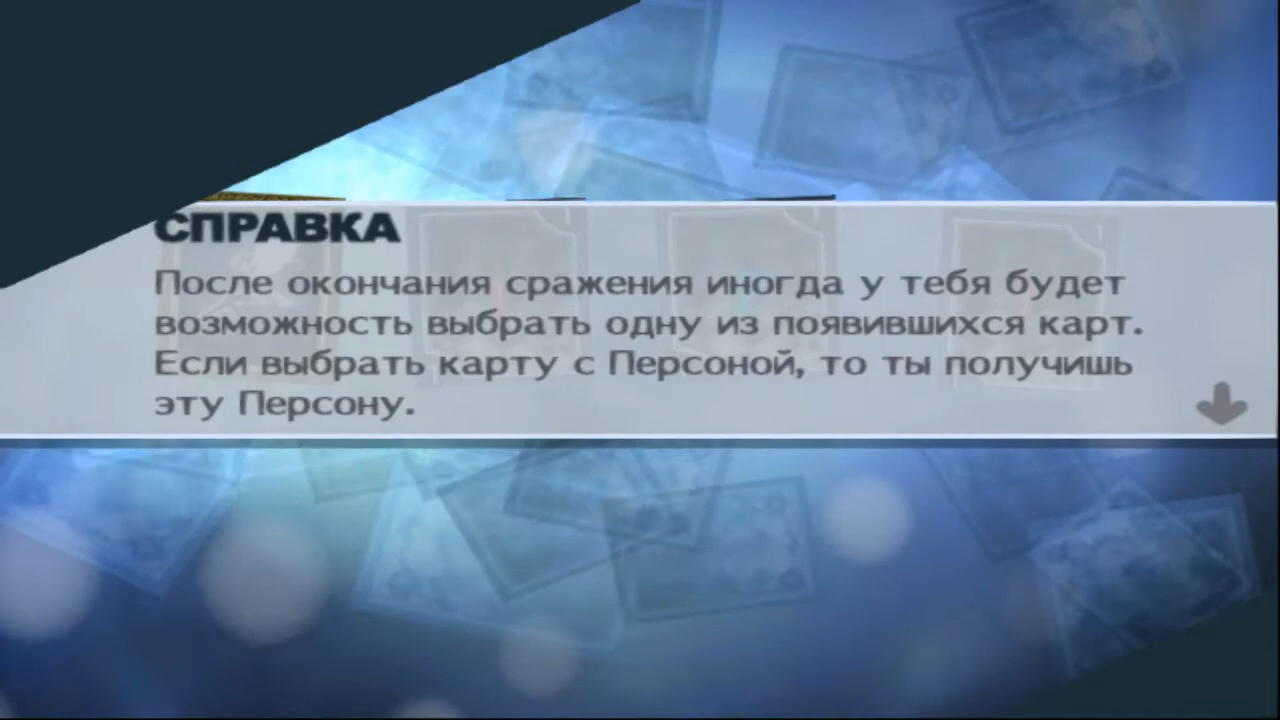 СПРАВКА
После окончания сражения иногда у тебя будет
возможность выбрать одну из появившихся карт.
Если выбрать карту с Персоной, то ты получишь
эту Персону.